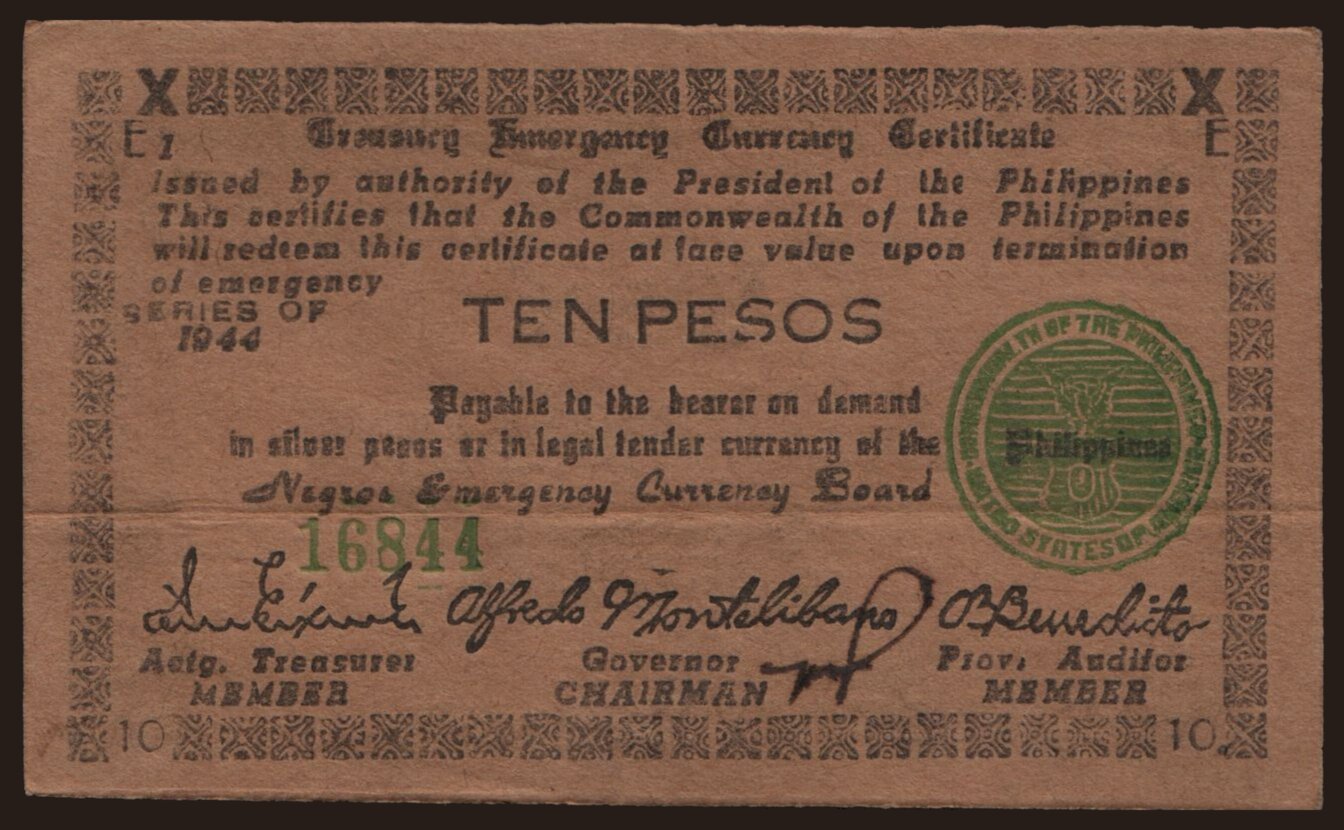 X X
E1 Treasury Emergency Currency Certificate E
Issued by authority of the President of the Philippines
This certifies that the Commonwealth of the Philippines
will redeem this certificate at face value upon termination
of emergency
SERIES OF
1944
TEN PESOS
COMMONWEALTH OF THE PHILIPPINES
UNITED STATES OF AMERICA
Payable to the bearer on demand
in silver pesos or in legal tender currency of the Philippines
Negros Emergency Currency Board
16844
Alfredo Montelibano B Benedicto
Actg. Treasurer Governor Prov. Auditor
MEMBER CHAIRMAN MEMBER
10 10